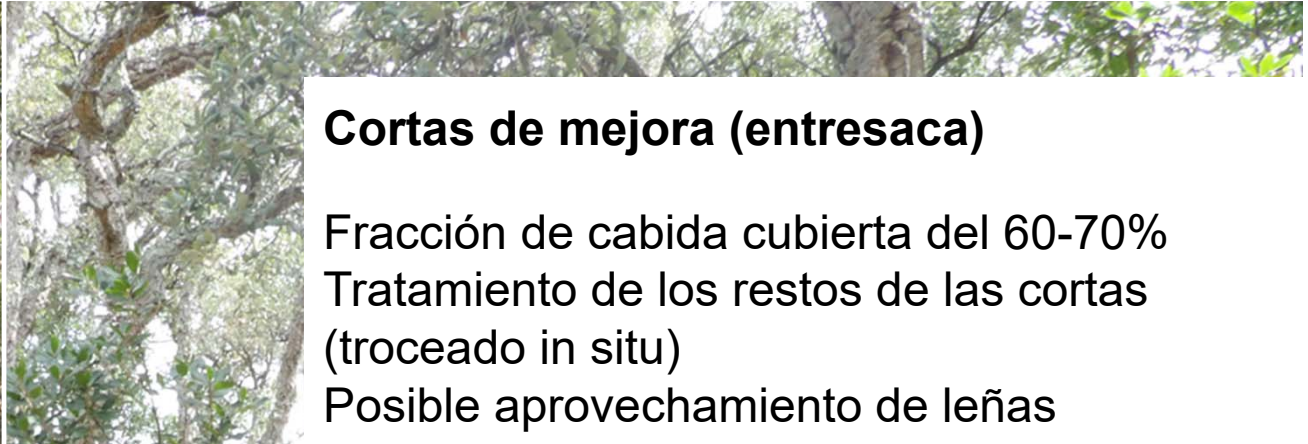 Cortas de mejora (entresaca)
Fracción de cabida cubierta del 60-70%
Tratamiento de los restos de las cortas
(troceado in situ)
Posible aprovechamiento de leñas